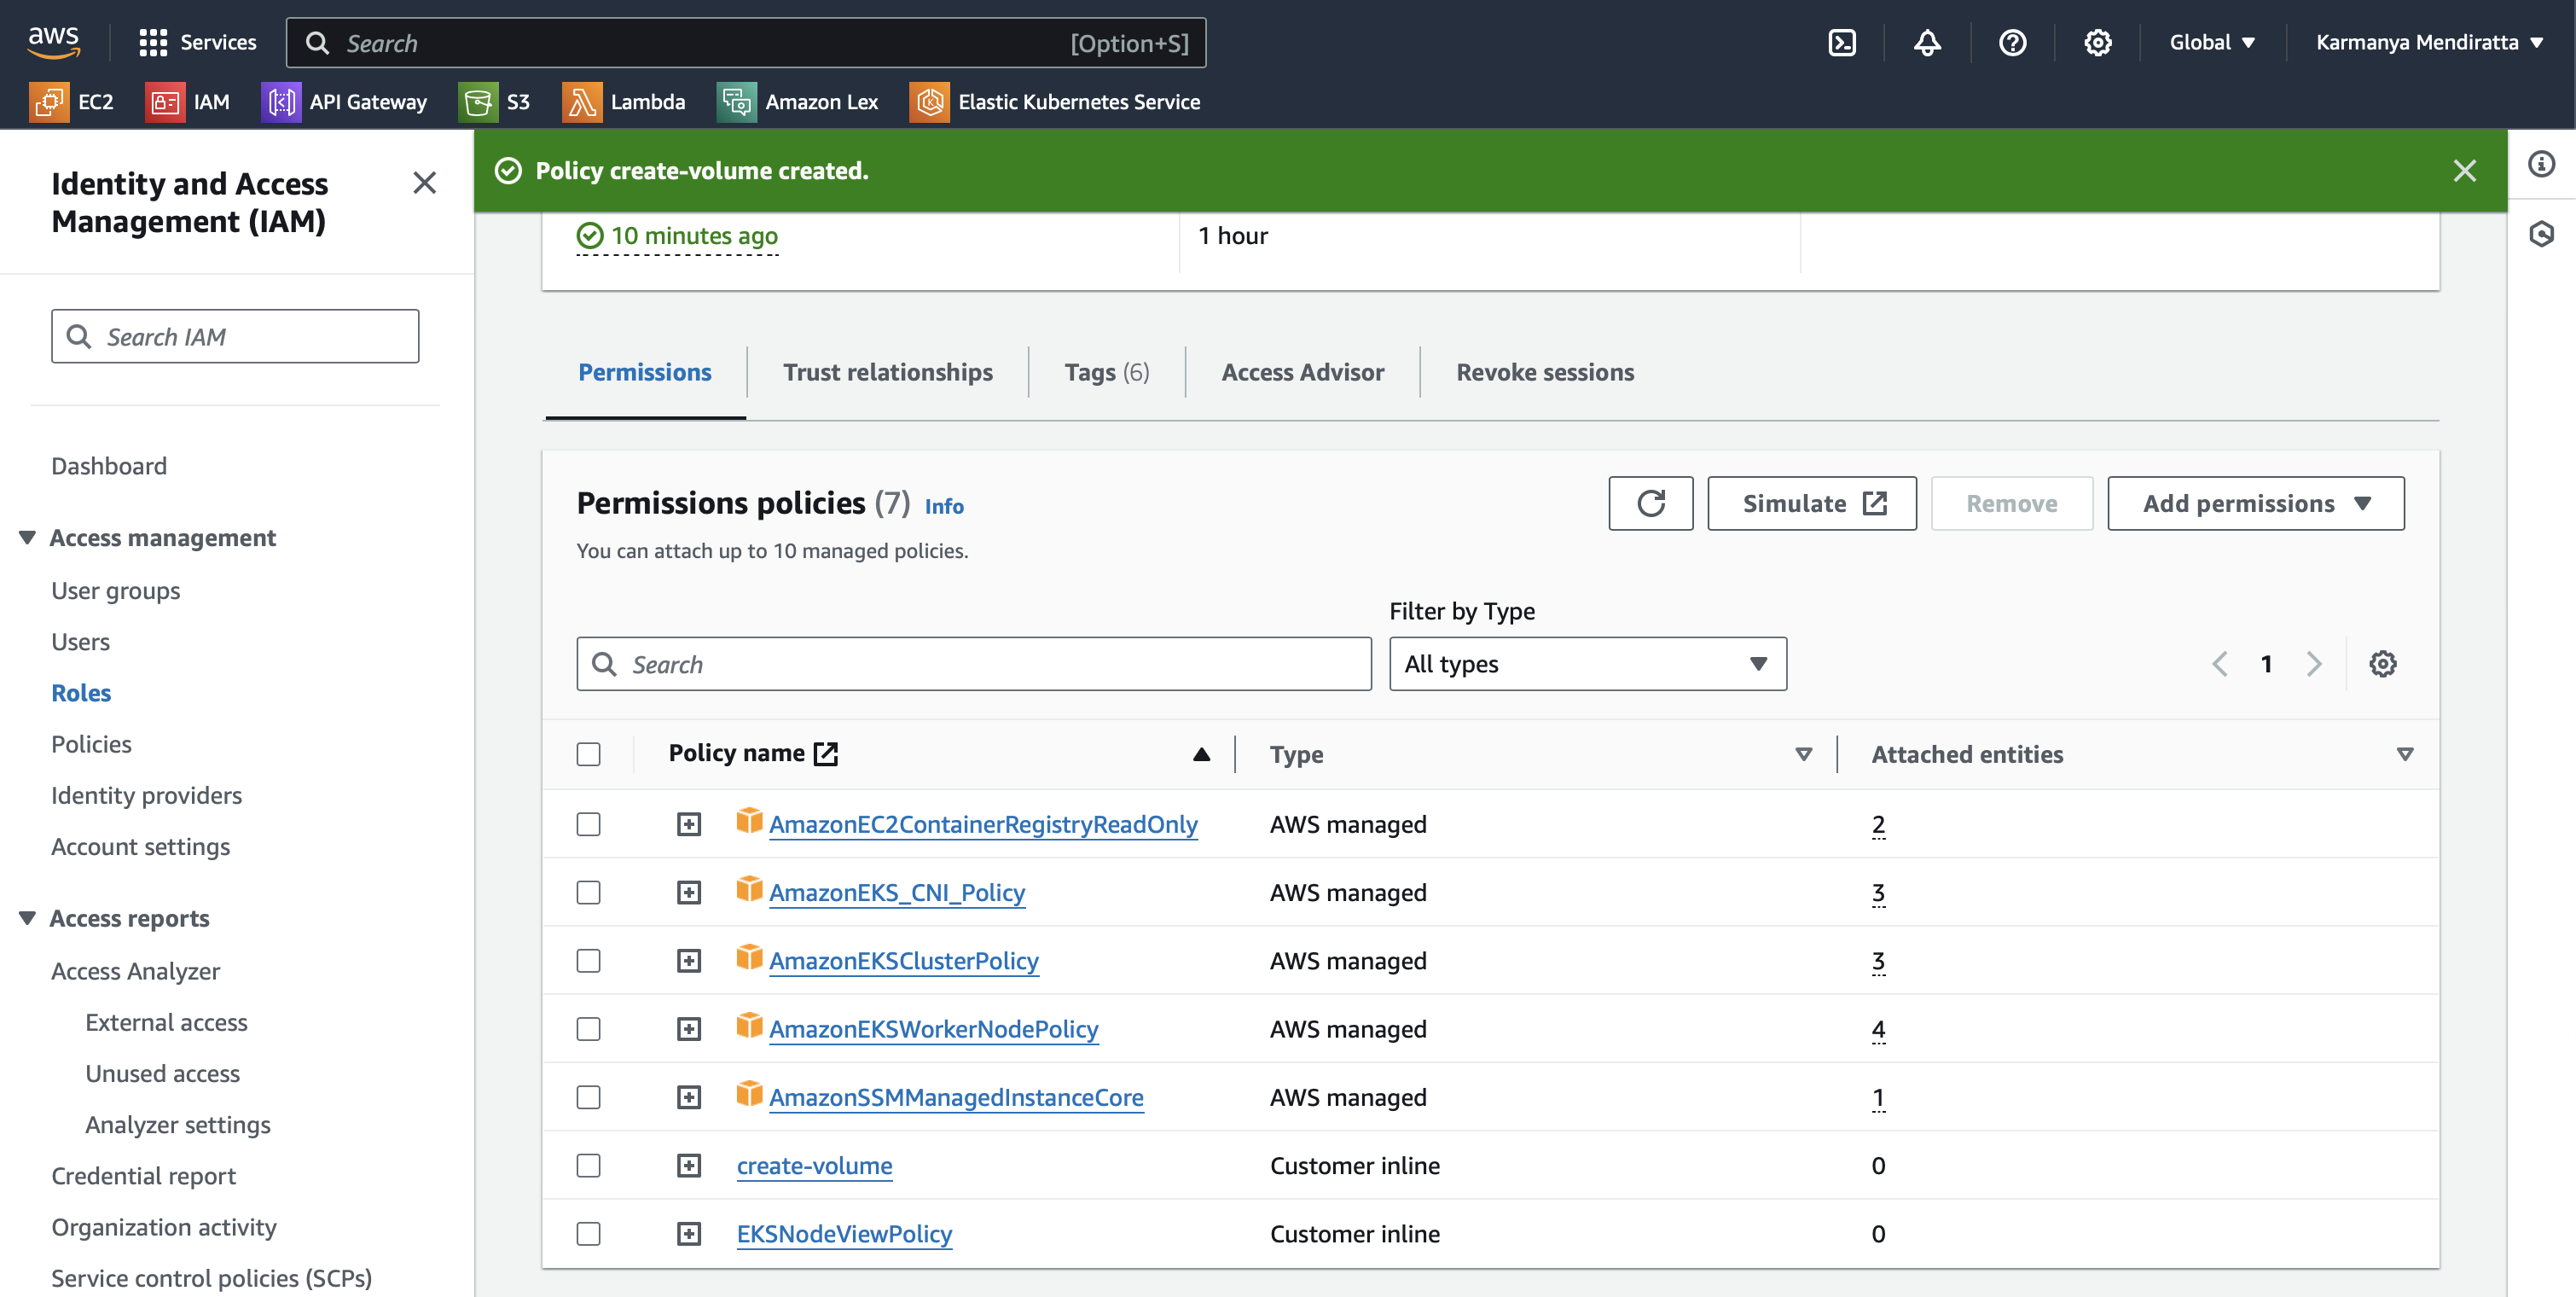 aws Services Search [Option+S] Global Karmanya Mendiratta
EC2 IAM API Gateway S3 Lambda Amazon Lex Elastic Kubernetes Service
Identity and Access
Management (IAM)
Search IAM
Dashboard
Access management
User groups
Users
Roles
Policies
Identity providers
Account settings
Access reports
Access Analyzer
External access
Unused access
Analyzer settings
Credential report
Organization activity
Service control policies (SCPs)
Policy create-volume created.
10 minutes ago 1 hour
Permissions Trust relationships Tags (6) Access Advisor Revoke sessions
Permissions policies (7) Info Simulate Remove Add permissions
You can attach up to 10 managed policies.
Filter by Type
Search All types 1
Policy name Type Attached entities
AmazonEC2ContainerRegistryReadOnly AWS managed 2
AmazonEKS_CNI_Policy AWS managed 3
AmazonEKSClusterPolicy AWS managed 3
AmazonEKSWorkerNodePolicy AWS managed 4
AmazonSSMManagedInstanceCore AWS managed 1
create-volume Customer inline 0
EKSNodeViewPolicy Customer inline 0